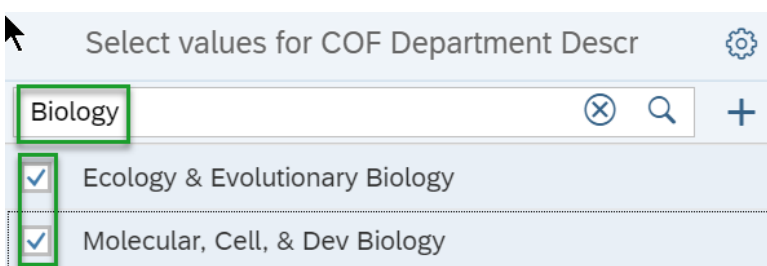 Select values for COF Department Descr
Biology
Ecology & Evolutionary Biology
Molecular, Cell, & Dev Biology